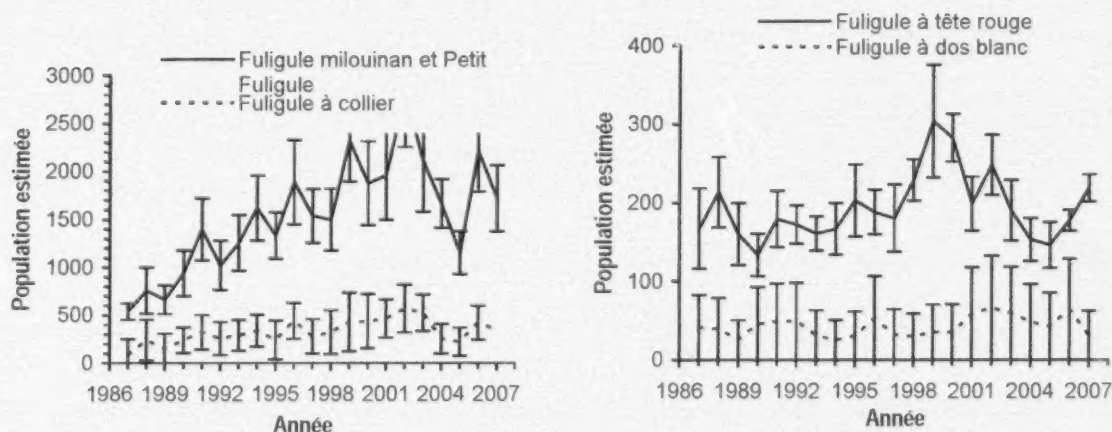 Fuligule milouinan et Petit
Fuligule
Fuligule à collier
3000
2500
2000
1500
1000
500
0
Population estimée
1986 1989 1992 1995 1998 2001 2004 2007
Année
Fuligule à tête rouge
Fuligule à dos blanc
400
300
200
100
0
Population estimée
1986 1989 1992 1995 1998 2001 2004 2007
Année